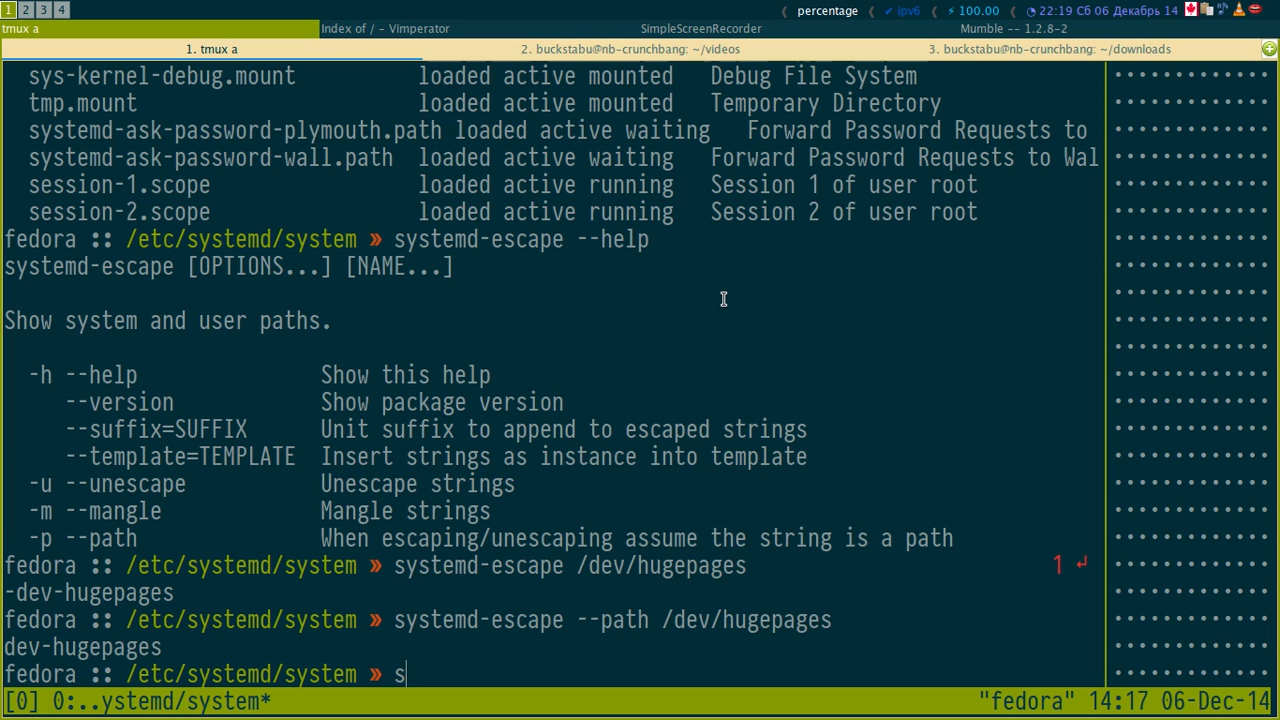 1 2 3 4 percentage ✔ ipv6 ⚡ 100.00 22:19 Сб 06 Декабрь 14
tmux a Index of / - Vimperator SimpleScreenRecorder Mumble -- 1.2.8-2
1. tmux a 2. buckstabu@nb-crunchbang: ~/videos 3. buckstabu@nb-crunchbang: ~/downloads
sys-kernel-debug.mount loaded active mounted Debug File System
tmp.mount loaded active mounted Temporary Directory
systemd-ask-password-plymouth.path loaded active waiting Forward Password Requests to
systemd-ask-password-wall.path loaded active waiting Forward Password Requests to Wal
session-1.scope loaded active running Session 1 of user root
session-2.scope loaded active running Session 2 of user root
fedora :: /etc/systemd/system » systemd-escape --help
systemd-escape [OPTIONS...] [NAME...]
Show system and user paths.
-h --help Show this help
--version Show package version
--suffix=SUFFIX Unit suffix to append to escaped strings
--template=TEMPLATE Insert strings as instance into template
-u --unescape Unescape strings
-m --mangle Mangle strings
-p --path When escaping/unescaping assume the string is a path
fedora :: /etc/systemd/system » systemd-escape /dev/hugepages 1 ↵
-dev-hugepages
fedora :: /etc/systemd/system » systemd-escape --path /dev/hugepages
dev-hugepages
fedora :: /etc/systemd/system » s
[0] 0:..ystemd/system* "fedora" 14:17 06-Dec-14